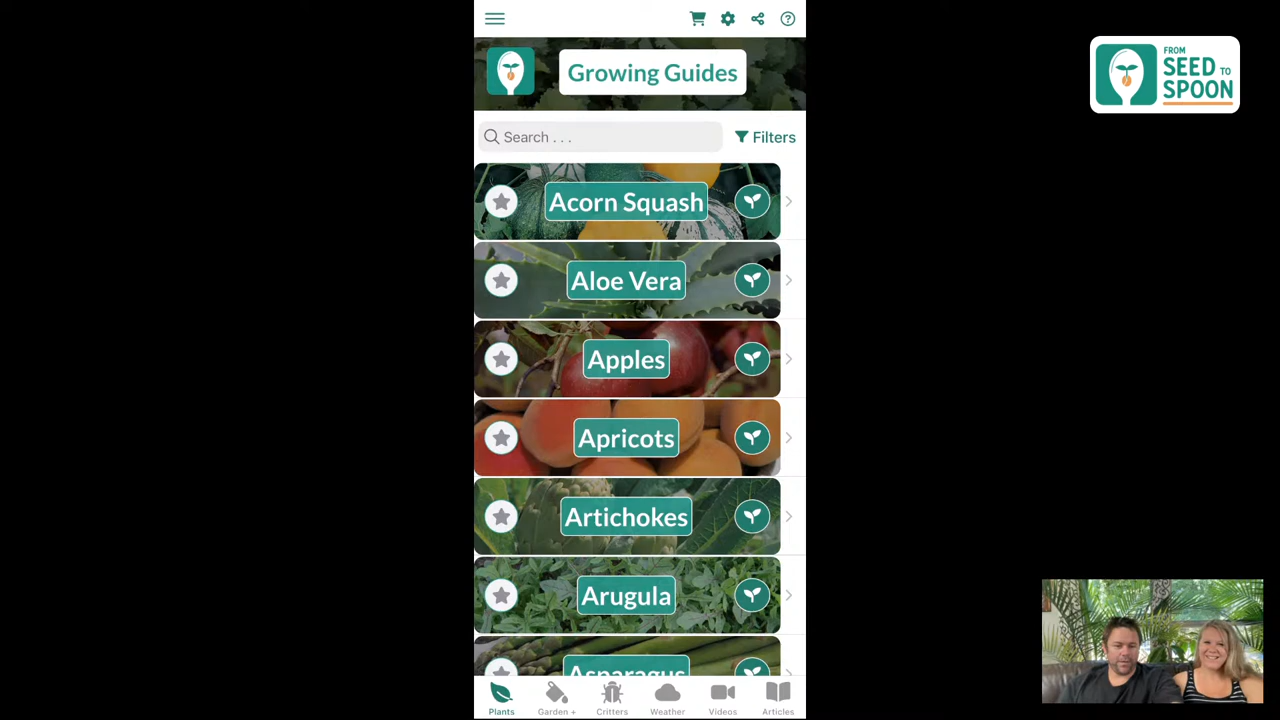 Growing Guides
Search . . .
Filters
Acorn Squash
Aloe Vera
Apples
Apricots
Artichokes
Arugula
Asparagus
Plants
Garden +
Critters
Weather
Videos
Articles
FROM
SEED TO
SPOON